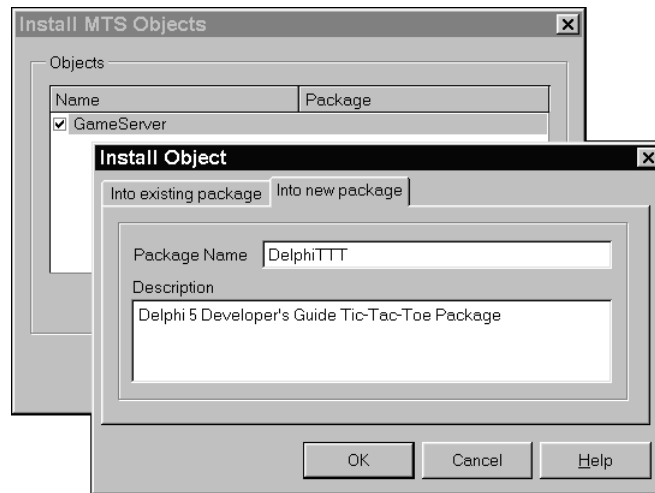 Install MTS Objects
Objects
Name Package
GameServer
Install Object
Into existing package Into new package
Package Name DelphiTTT
Description
Delphi 5 Developer's Guide Tic-Tac-Toe Package
OK Cancel Help